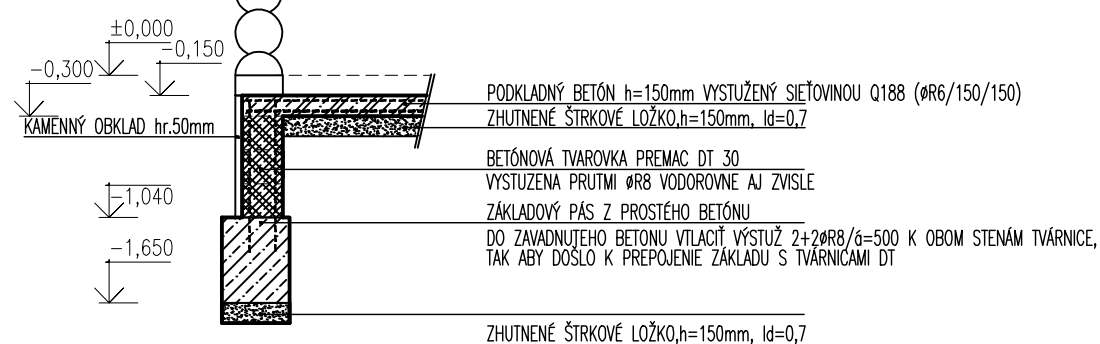 ±0,000
-0,150
-0,300
KAMENNÝ OBKLAD hr.50mm
-1,040
-1,650
PODKLADNÝ BETÓN h=150mm VYSTUŽENÝ SIEŤOVINOU Q188 (øR6/150/150)
ZHUTNENÉ ŠTRKOVÉ LOŽKO,h=150mm, Id=0,7
BETÓNOVÁ TVAROVKA PREMAC DT 30
VYSTUZENA PRUTMI øR8 VODOROVNE AJ ZVISLE
ZÁKLADOVÝ PÁS Z PROSTÉHO BETÓNU
DO ZAVADNUTEHO BETONU VTLACIŤ VÝSTUŽ 2+2øR8/á=500 K OBOM STENÁM TVÁRNICE,
TAK ABY DOŠLO K PREPOJENIE ZÁKLADU S TVÁRNICAMI DT
ZHUTNENÉ ŠTRKOVÉ LOŽKO,h=150mm, Id=0,7